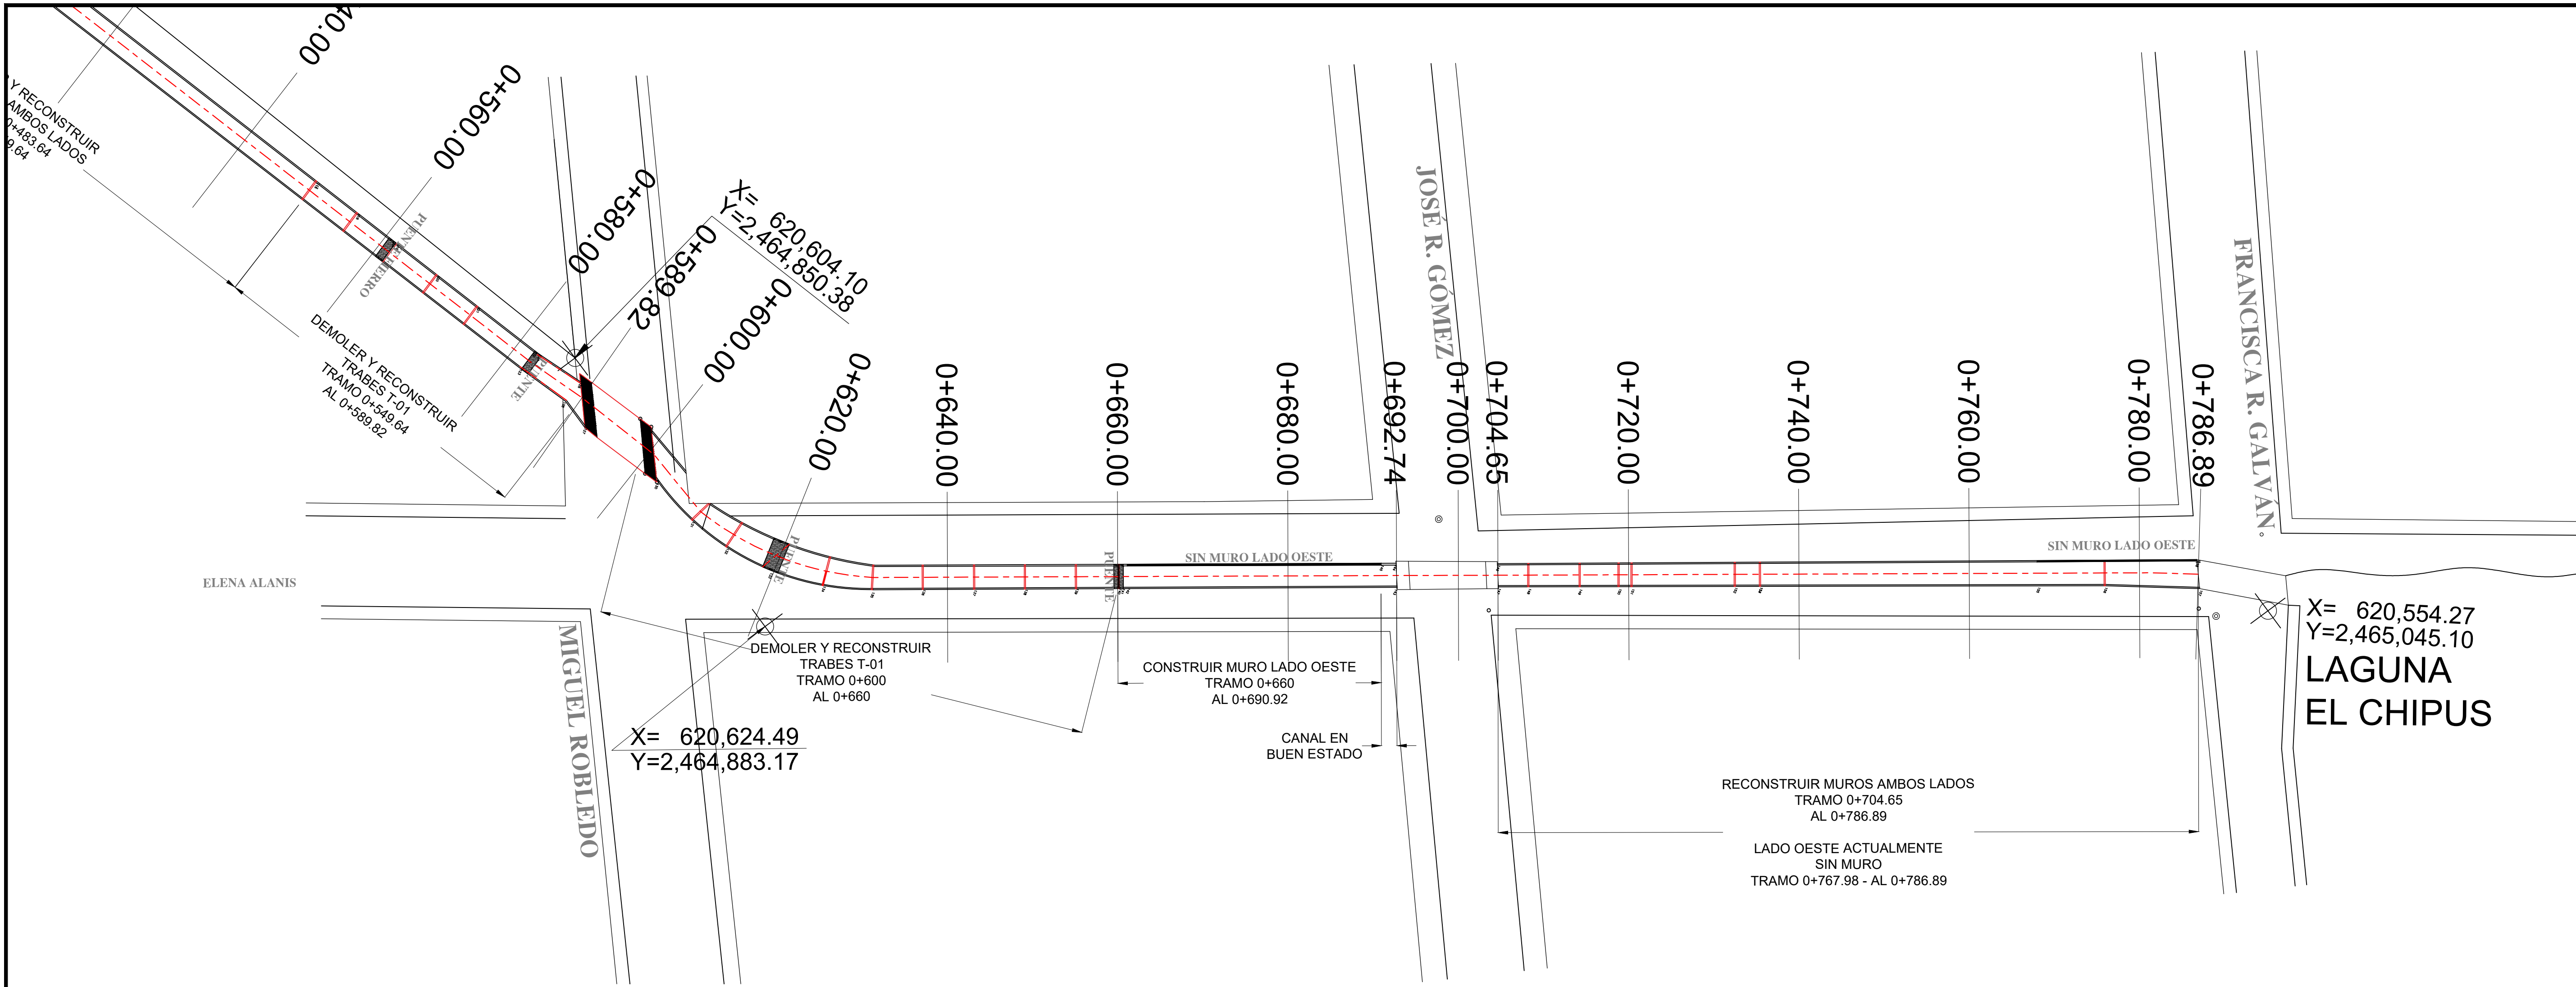 40.00
0+560.00
Y RECONSTRUIR
AMBOS LADOS
0+483.64
9.64
PUENTE
FIERRO
0+580.00
X= 620,604.10
Y=2,464,850.38
0+589.82
0+600.00
DEMOLER Y RECONSTRUIR
TRABES T-01
TRAMO 0+549.64
AL 0+589.82
PUENTE
0+620.00
0+640.00
0+660.00
0+680.00
0+692.74
0+700.00
0+704.65
0+720.00
0+740.00
0+760.00
0+780.00
0+786.89
JOSÉ R. GÓMEZ
FRANCISCA R. GALVÁN.
PUENTE
PUENTE
SIN MURO LADO OESTE
SIN MURO LADO OESTE
ELENA ALANIS
MIGUEL ROBLEDO
DEMOLER Y RECONSTRUIR
TRABES T-01
TRAMO 0+600
AL 0+660
CONSTRUIR MURO LADO OESTE
TRAMO 0+660
AL 0+690.92
X= 620,624.49
Y=2,464,883.17
CANAL EN
BUEN ESTADO
RECONSTRUIR MUROS AMBOS LADOS
TRAMO 0+704.65
AL 0+786.89
LADO OESTE ACTUALMENTE
SIN MURO
TRAMO 0+767.98 - AL 0+786.89
X= 620,554.27
Y=2,465,045.10
LAGUNA
EL CHIPUS